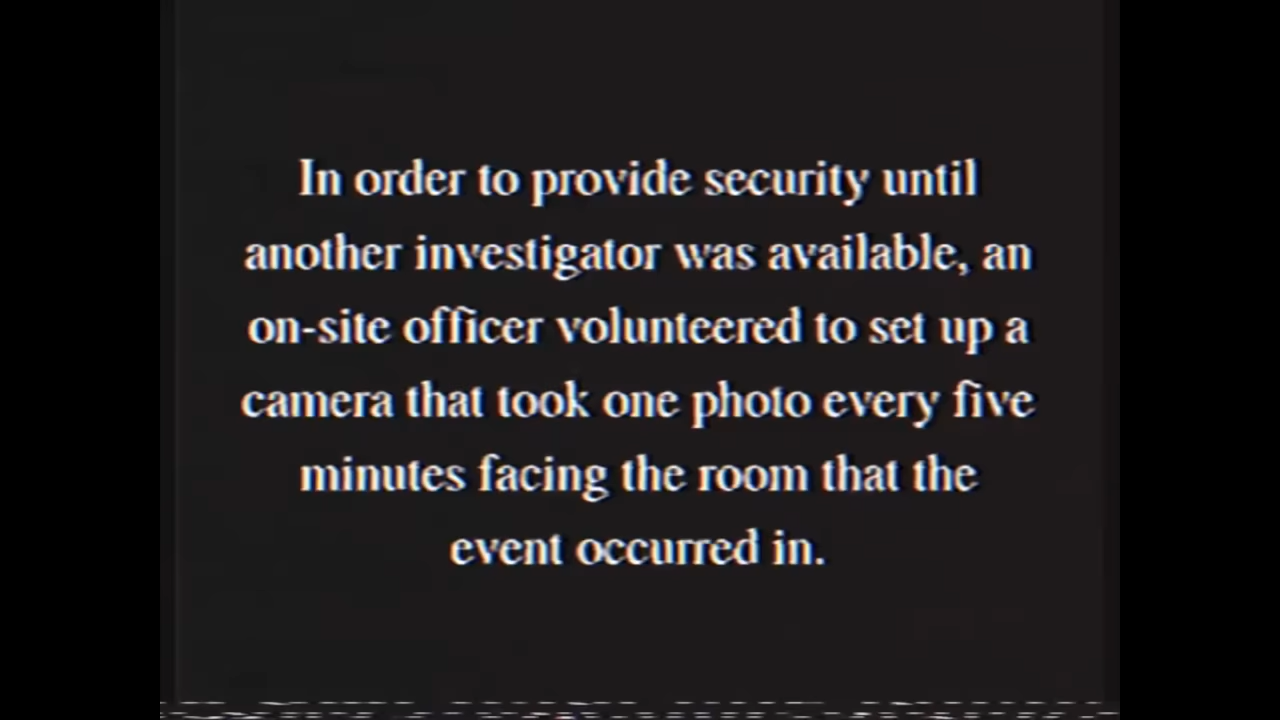 In order to provide security until
another investigator was available, an
on-site officer volunteered to set up a
camera that took one photo every five
minutes facing the room that the
event occurred in.